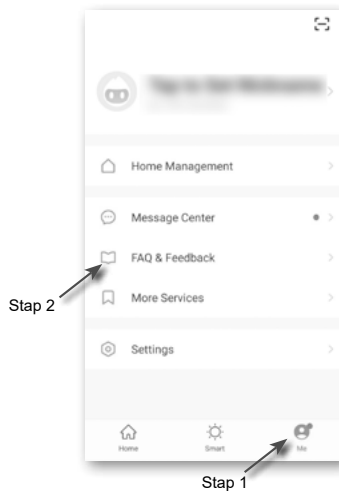 Home Management
Message Center
FAQ & Feedback
Stap 2
More Services
Settings
Home
Smart
Me
Stap 1